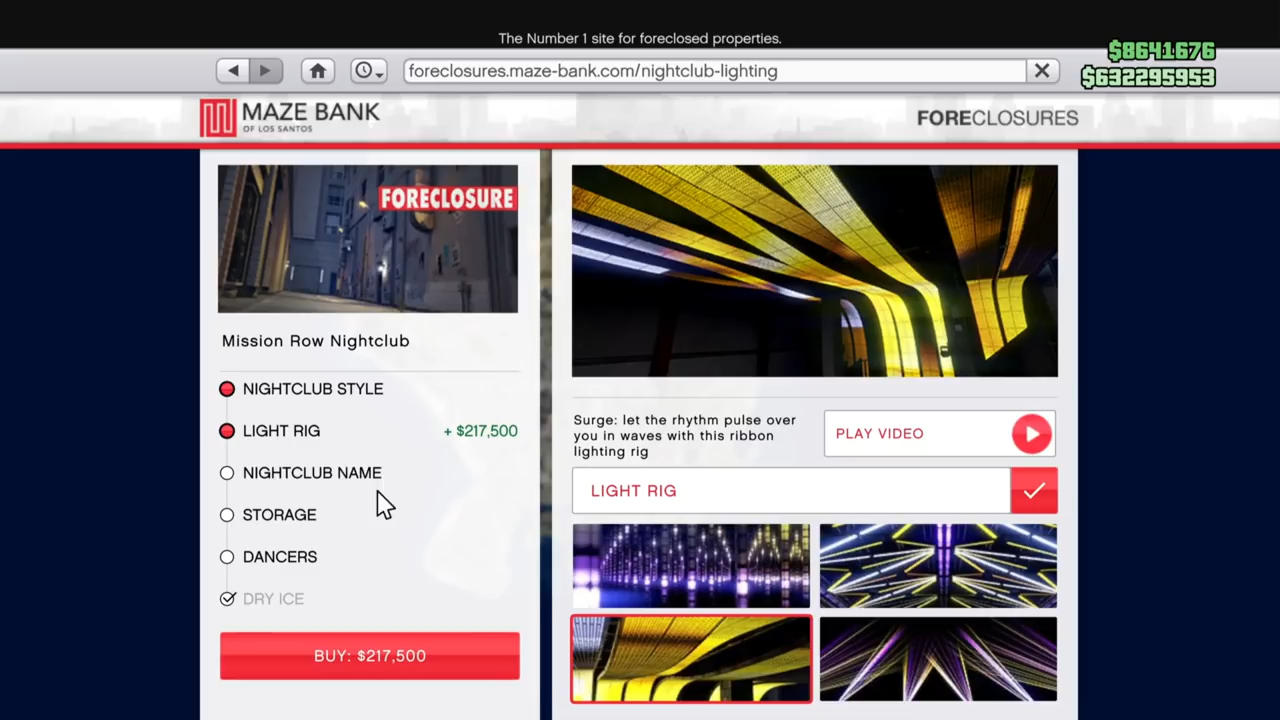 The Number 1 site for foreclosed properties.
$8641676
foreclosures.maze-bank.com/nightclub-lighting
$632295953
MAZE BANK
OF LOS SANTOS
FORECLOSURES
FORECLOSURE
Mission Row Nightclub
NIGHTCLUB STYLE
LIGHT RIG + $217,500
NIGHTCLUB NAME
STORAGE
DANCERS
DRY ICE
BUY: $217,500
Surge: let the rhythm pulse over
you in waves with this ribbon
lighting rig
PLAY VIDEO
LIGHT RIG